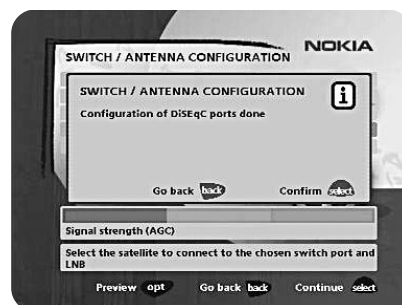 NOKIA
SWITCH / ANTENNA CONFIGURATION
SWITCH / ANTENNA CONFIGURATION
Configuration of DiSEqC ports done
Go back back Confirm select
Signal strength (AGC)
Select the satellite to connect to the chosen switch port and
LNB
Preview opt Go back back Continue select